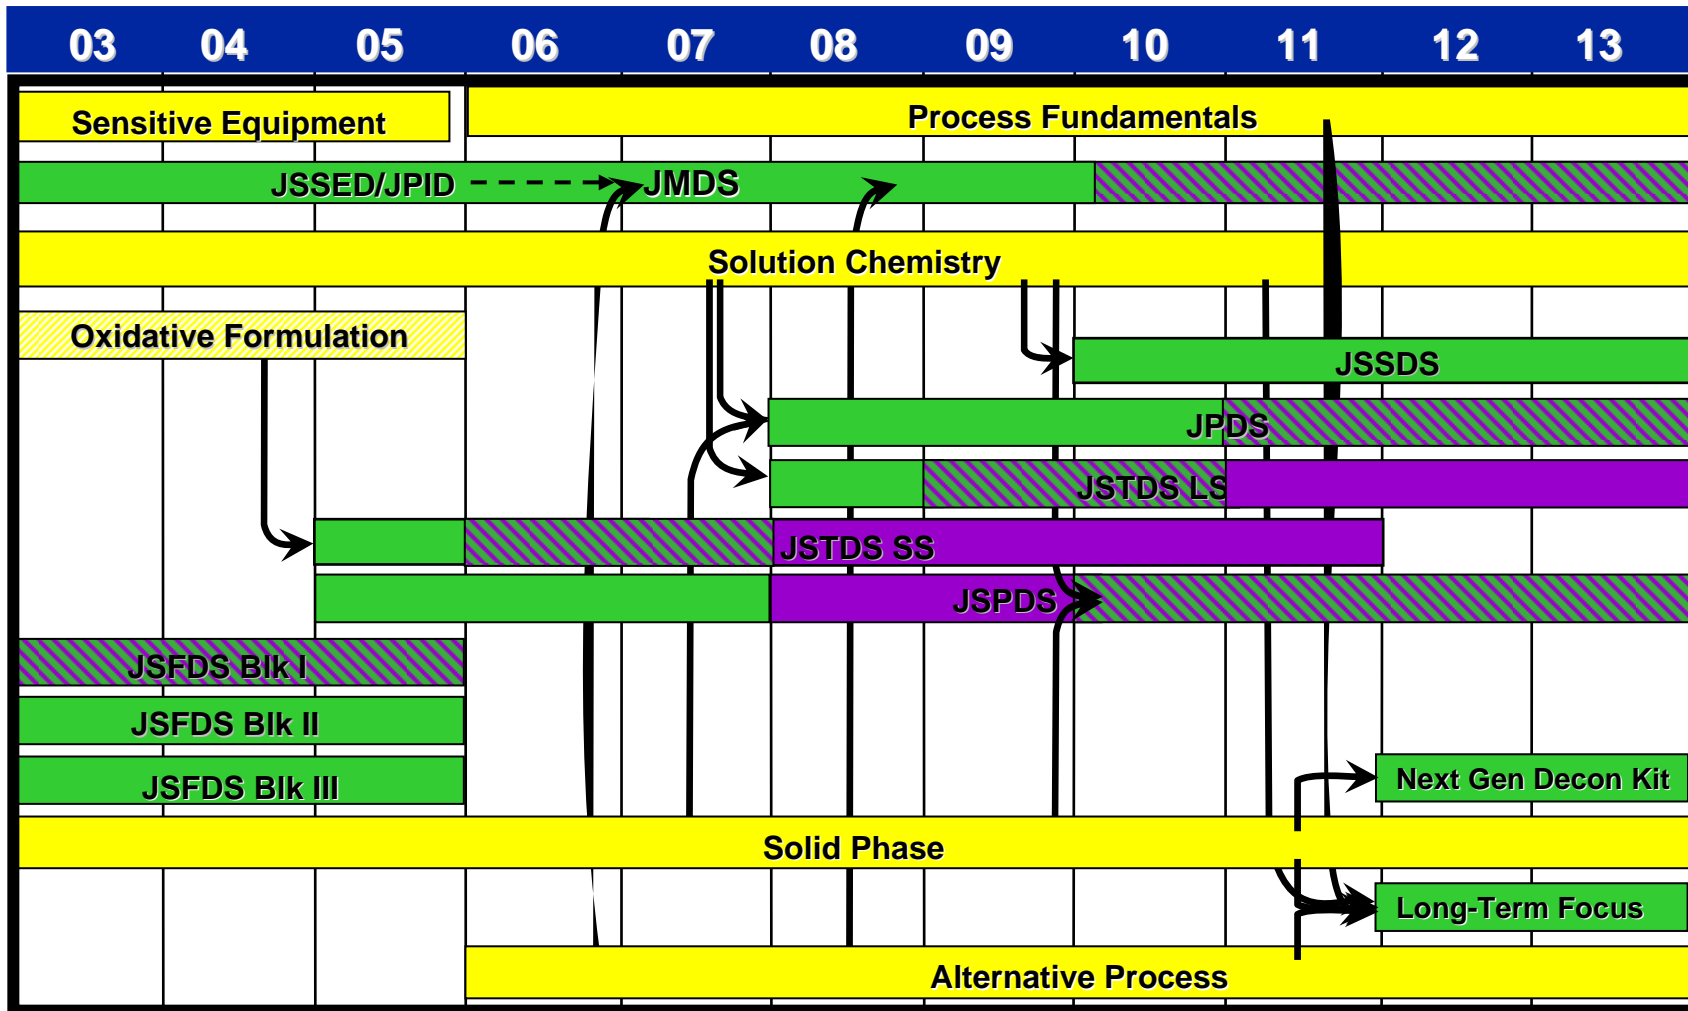 03 04 05 06 07 08 09 10 11 12 13
Sensitive Equipment
Process Fundamentals
JSSED/JPID
JMDS
Solution Chemistry
Oxidative Formulation
JSSDS
JPDS
JSTDS LS
JSTDS SS
JSPDS
JSFDS Blk I
JSFDS Blk II
JSFDS Blk III
Next Gen Decon Kit
Solid Phase
Long-Term Focus
Alternative Process